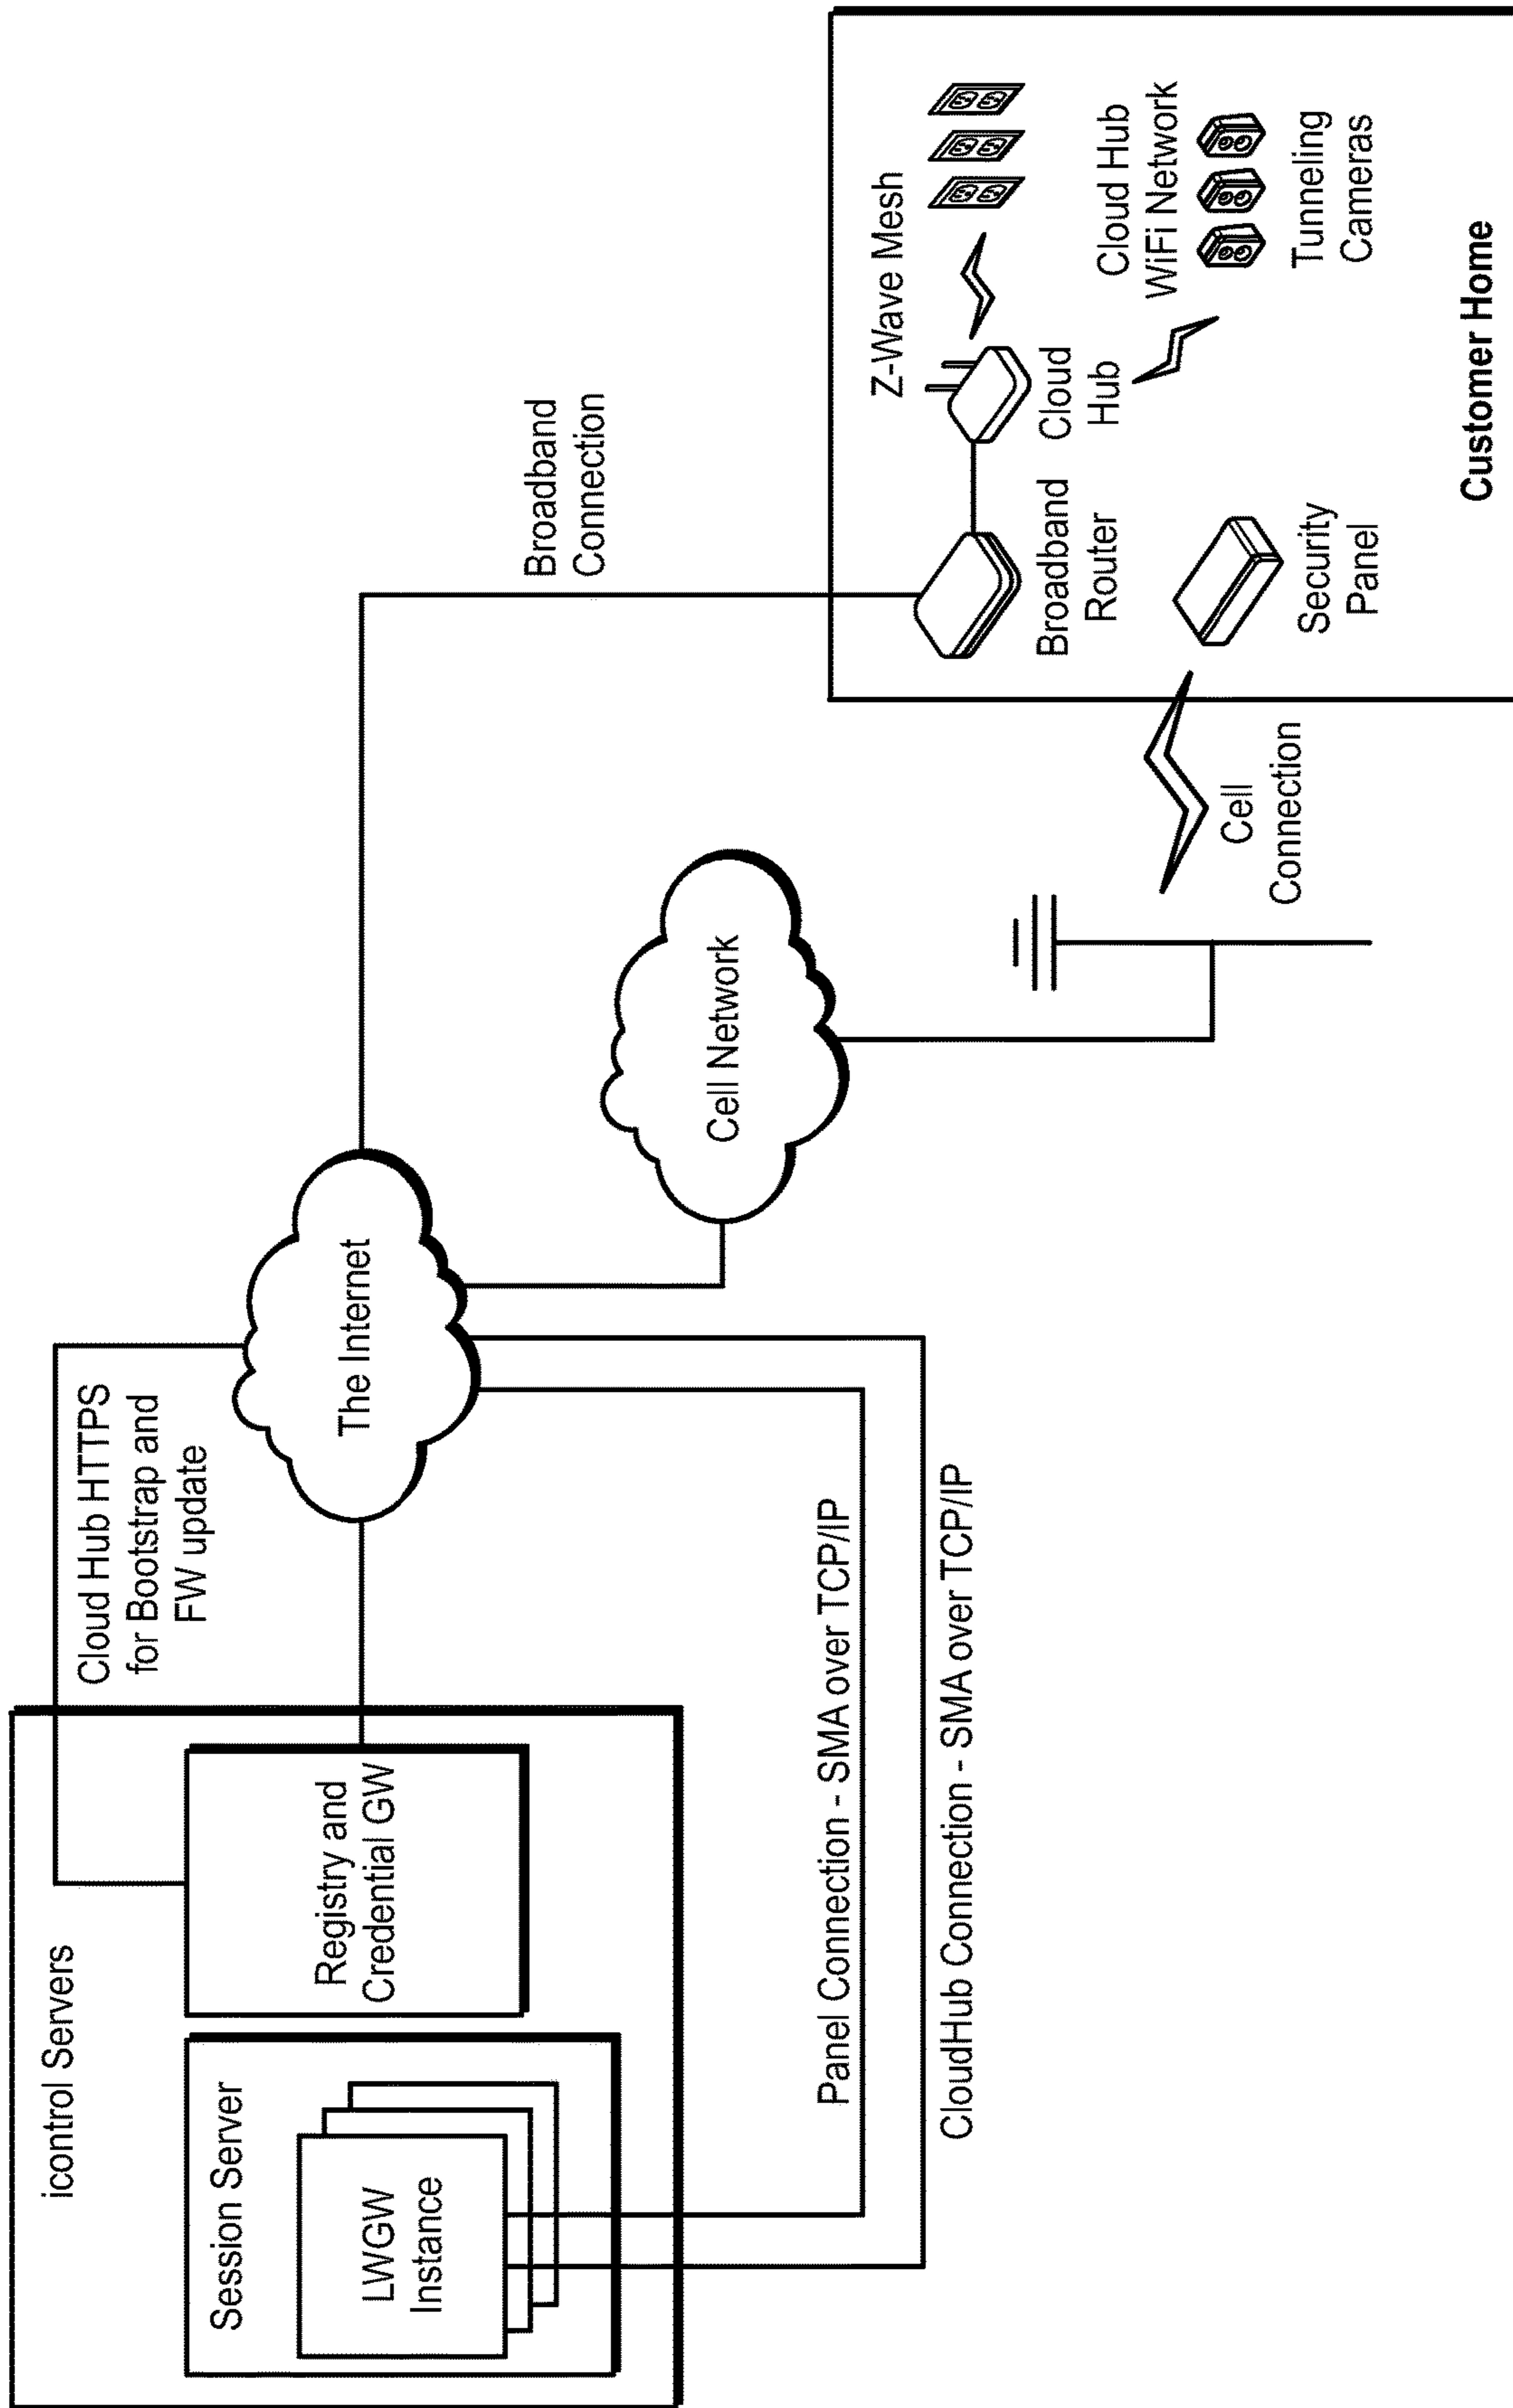 icontrol Servers
Session Server
LWGW
Instance
Registry and
Credential GW
Cloud Hub HTTPS
for Bootstrap and
FW update
The Internet
Panel Connection - SMA over TCP/IP
CloudHub Connection - SMA over TCP/IP
Cell Network
Broadband
Connection
Cell
Connection
Z-Wave Mesh
Broadband
Router
Cloud
Hub
Cloud Hub
WiFi Network
Tunneling
Cameras
Security
Panel
Customer Home